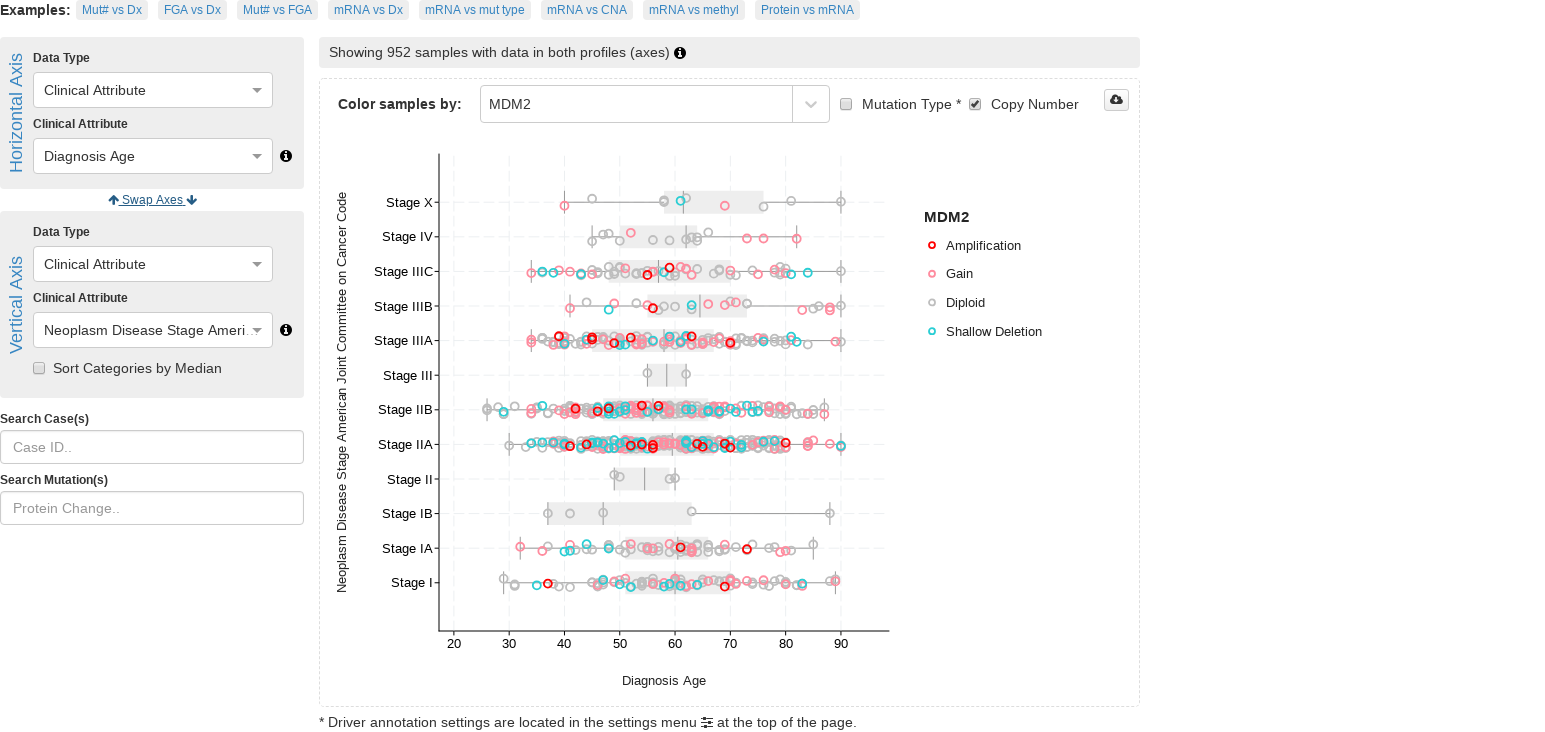 Examples: Mut# vs Dx FGA vs Dx Mut# vs FGA mRNA vs Dx mRNA vs mut type mRNA vs CNA mRNA vs methyl Protein vs mRNA
Horizontal Axis
Data Type
Clinical Attribute
Clinical Attribute
Diagnosis Age
Swap Axes
Vertical Axis
Data Type
Clinical Attribute
Clinical Attribute
Neoplasm Disease Stage Ameri...
Sort Categories by Median
Search Case(s)
Case ID..
Search Mutation(s)
Protein Change..
Showing 952 samples with data in both profiles (axes)
Color samples by: MDM2 Mutation Type * Copy Number
Neoplasm Disease Stage American Joint Committee on Cancer Code
Stage X
Stage IV
Stage IIIC
Stage IIIB
Stage IIIA
Stage III
Stage IIB
Stage IIA
Stage II
Stage IB
Stage IA
Stage I
20 30 40 50 60 70 80 90
Diagnosis Age
MDM2
Amplification
Gain
Diploid
Shallow Deletion
* Driver annotation settings are located in the settings menu at the top of the page.